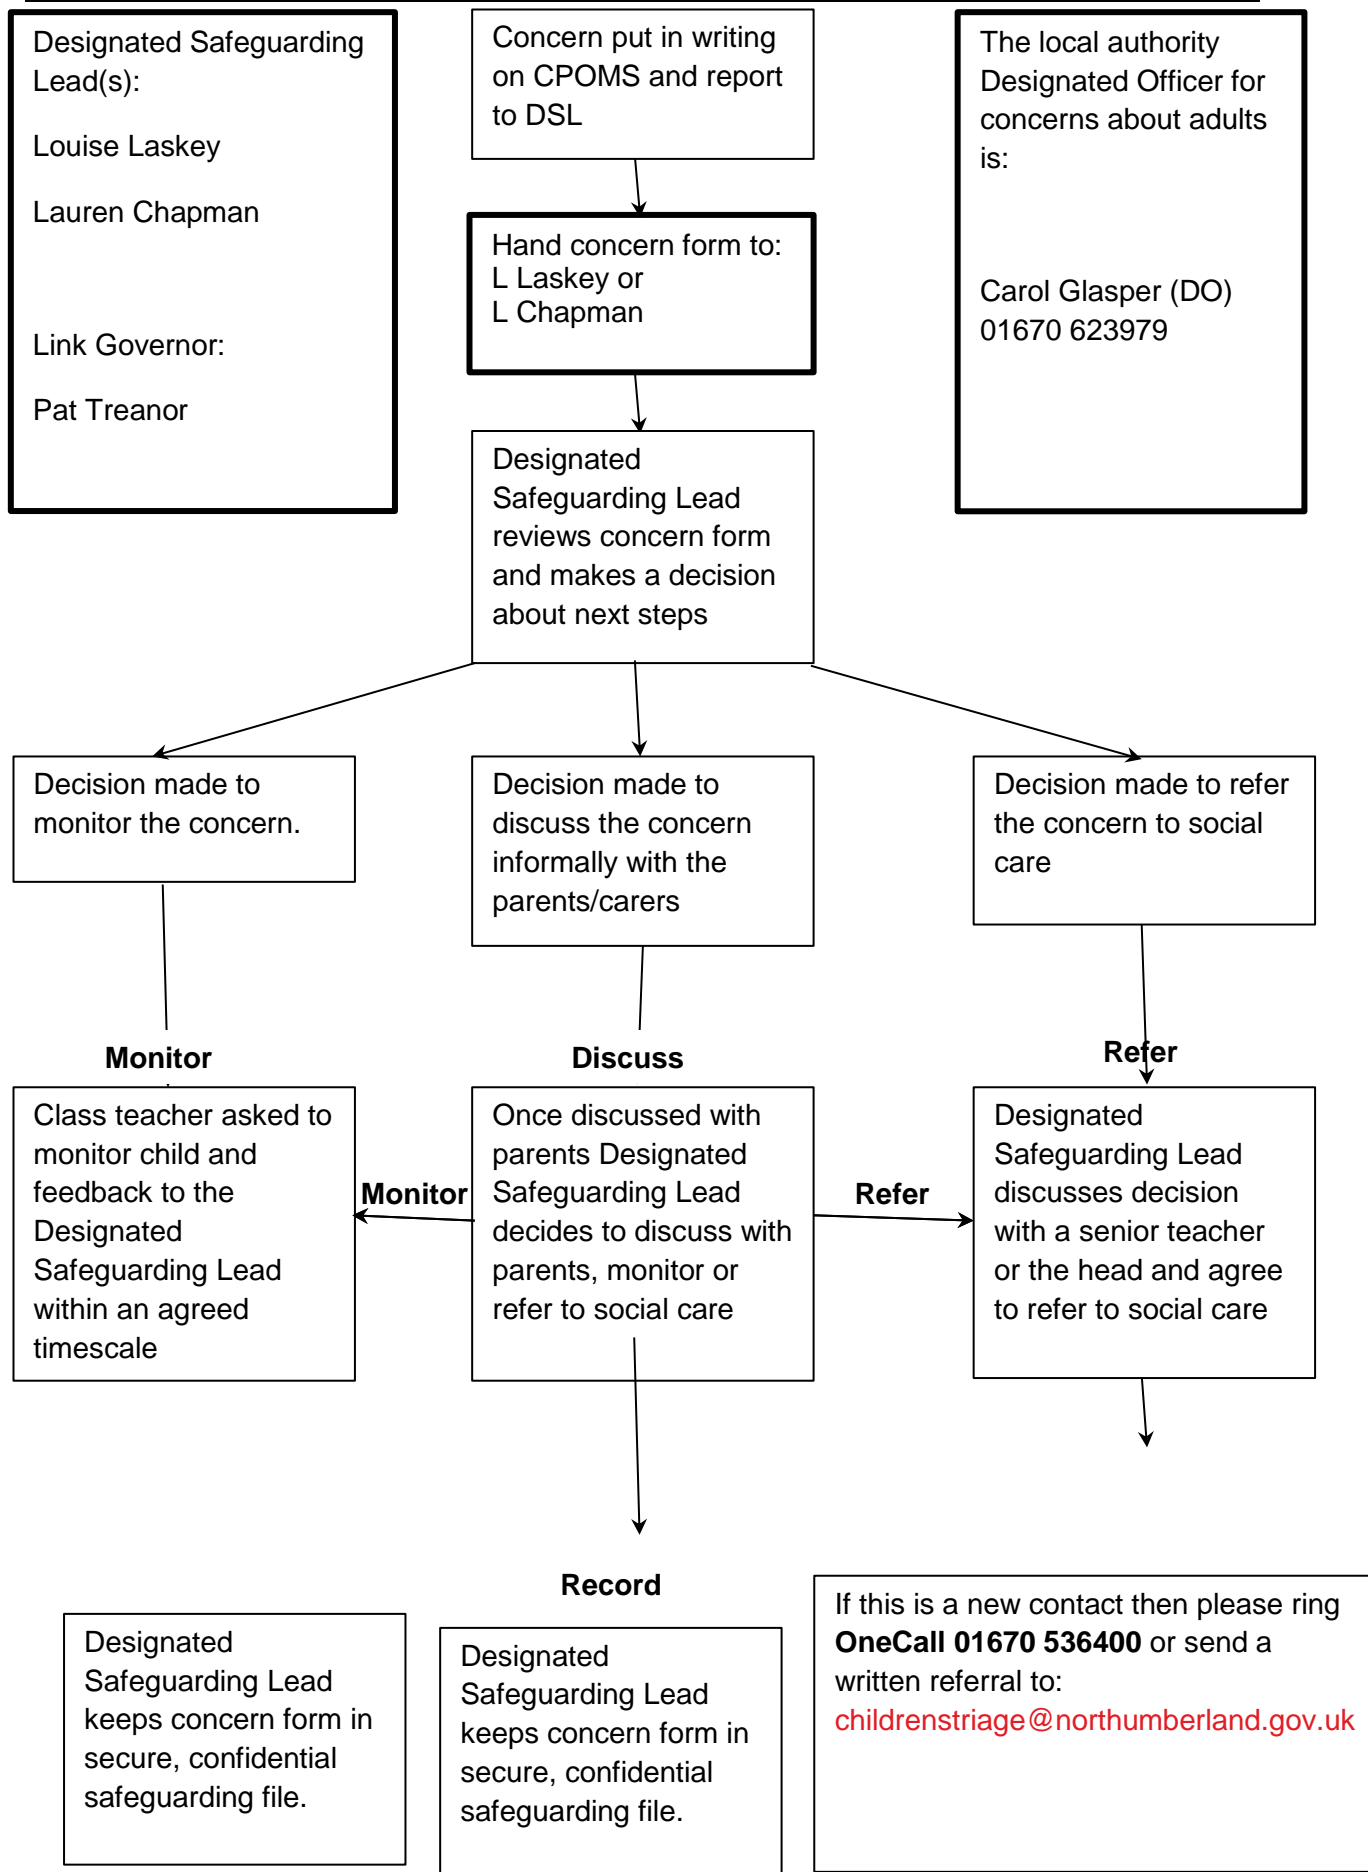 Designated Safeguarding
Lead(s):
Louise Laskey
Lauren Chapman
Link Governor:
Pat Treanor
Concern put in writing
on CPOMS and report
to DSL
The local authority
Designated Officer for
concerns about adults
is:
Carol Glasper (DO)
01670 623979
Hand concern form to:
L Laskey or
L Chapman
Designated
Safeguarding Lead
reviews concern form
and makes a decision
about next steps
Decision made to
monitor the concern.
Decision made to
discuss the concern
informally with the
parents/carers
Decision made to refer
the concern to social
care
Monitor
Discuss
Refer
Class teacher asked to
monitor child and
feedback to the
Designated
Safeguarding Lead
within an agreed
timescale
Monitor
Once discussed with
parents Designated
Safeguarding Lead
decides to discuss with
parents, monitor or
refer to social care
Refer
Designated
Safeguarding Lead
discusses decision
with a senior teacher
or the head and agree
to refer to social care
Record
Designated
Safeguarding Lead
keeps concern form in
secure, confidential
safeguarding file.
Designated
Safeguarding Lead
keeps concern form in
secure, confidential
safeguarding file.
If this is a new contact then please ring
OneCall 01670 536400 or send a
written referral to:
childrenstriage@northumberland.gov.uk